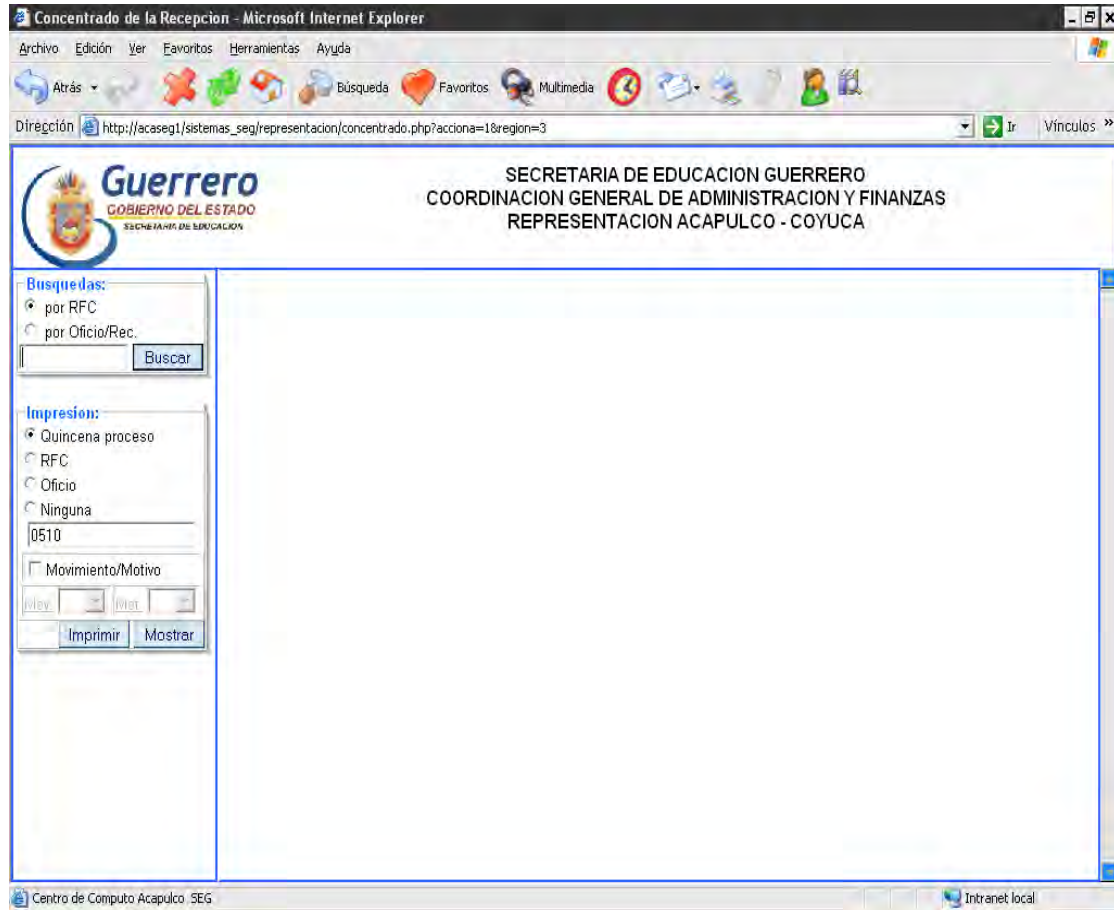 Concentrado de la Recepcion - Microsoft Internet Explorer
Archivo Edición Ver Favoritos Herramientas Ayuda
Atrás Búsqueda Favoritos Multimedia
Dirección http://acaseg1/sistemas_seg/representacion/concentrado.php?acciona=1&region=3 Ir Vínculos »
Guerrero
GOBIERNO DEL ESTADO
SECRETARIA DE EDUCACION
SECRETARIA DE EDUCACION GUERRERO
COORDINACION GENERAL DE ADMINISTRACION Y FINANZAS
REPRESENTACION ACAPULCO - COYUCA
Busquedas:
por RFC
por Oficio/Rec.
Buscar
Impresion:
Quincena proceso
RFC
Oficio
Ninguna
0510
Movimiento/Motivo
Mov. Mot.
Imprimir Mostrar
Centro de Computo Acapulco SEG Intranet local